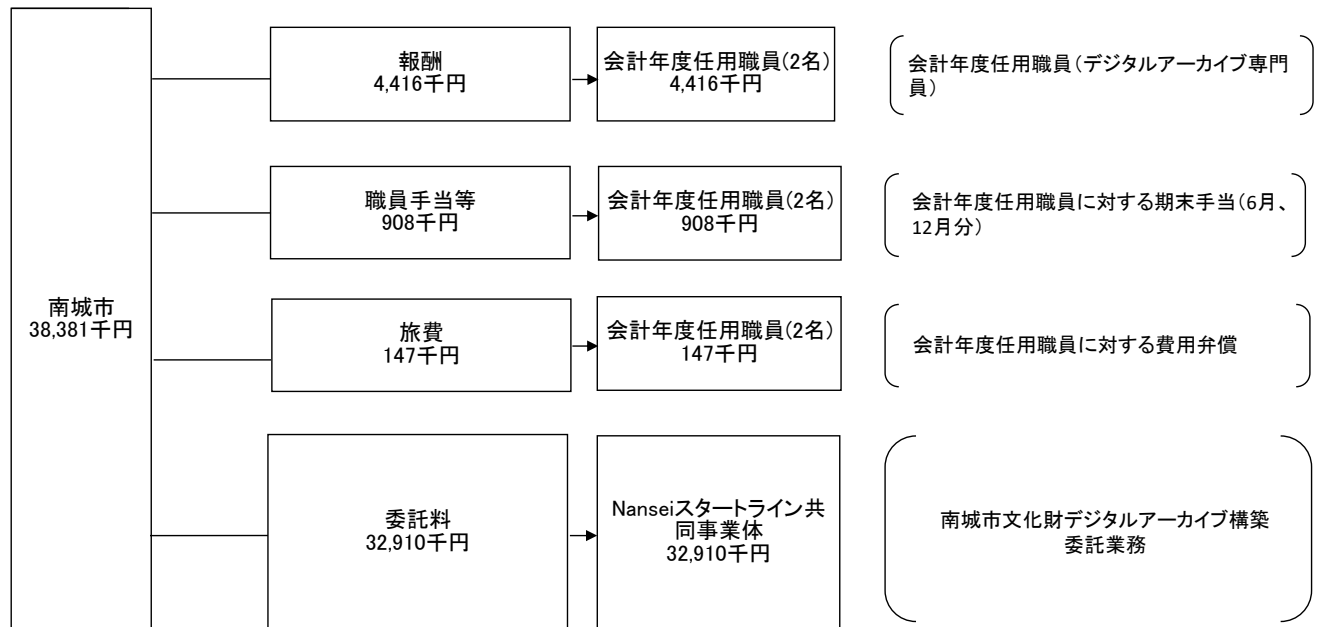 南城市
38,381千円
報酬
4,416千円
会計年度任用職員(2名)
4,416千円
会計年度任用職員(デジタルアーカイブ専門
員)
職員手当等
908千円
会計年度任用職員(2名)
908千円
会計年度任用職員に対する期末手当(6月、
12月分)
旅費
147千円
会計年度任用職員(2名)
147千円
会計年度任用職員に対する費用弁償
委託料
32,910千円
Nanseiスタートライン共
同事業体
32,910千円
南城市文化財デジタルアーカイブ構築
委託業務